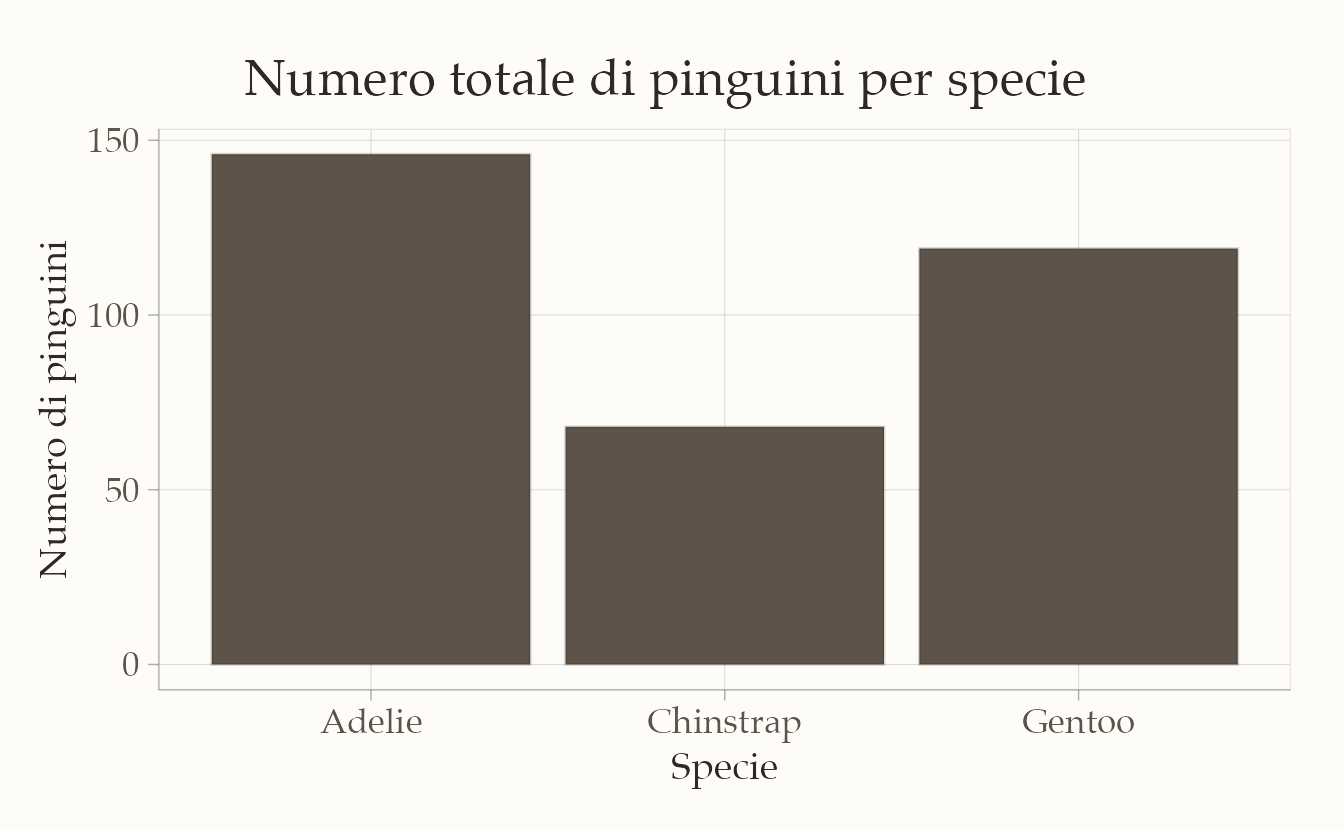 Numero totale di pinguini per specie
150
100
50
0
Numero di pinguini
Adelie Chinstrap Gentoo
Specie